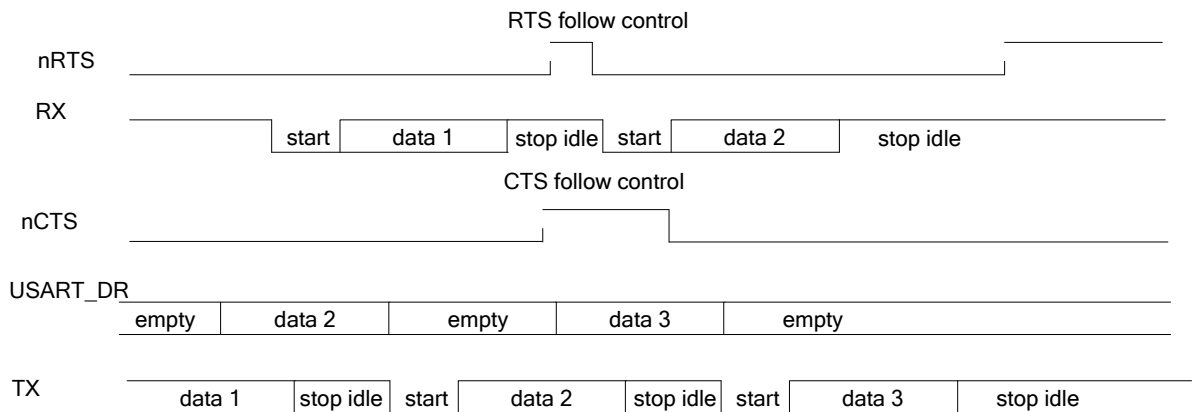 RTS follow control
nRTS
RX
start data 1 stop idle start data 2 stop idle
CTS follow control
nCTS
USART_DR
empty data 2 empty data 3 empty
TX
data 1 stop idle start data 2 stop idle start data 3 stop idle